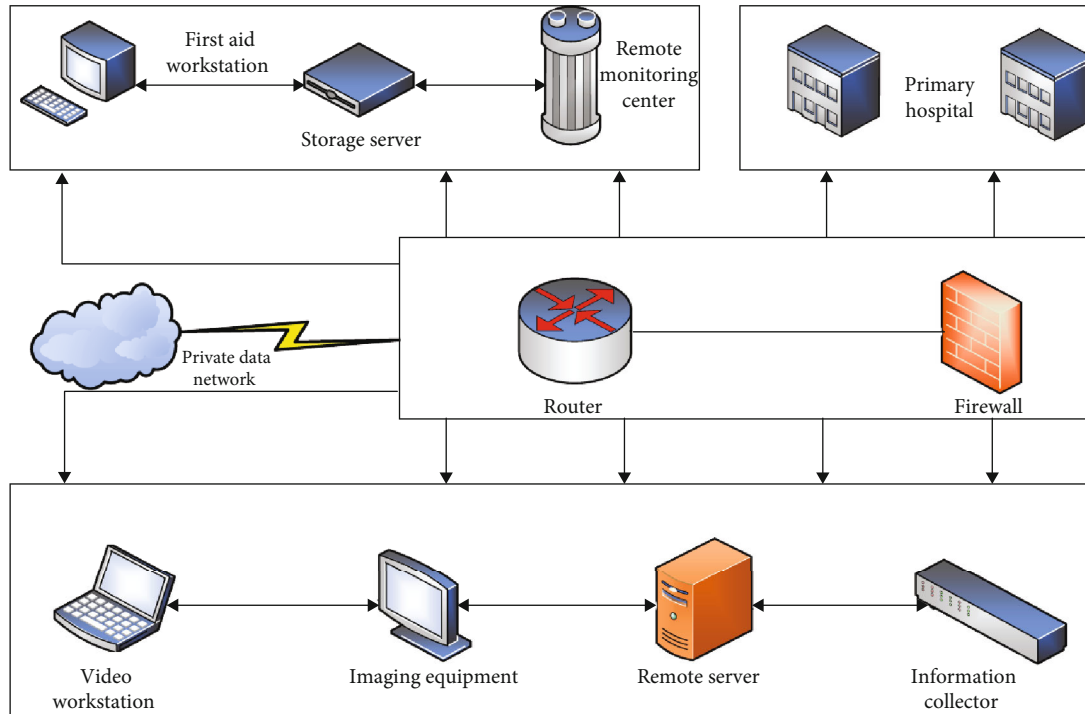 First aid
workstation
Storage server
Remote
monitoring
center
Primary
hospital
Private data
network
Router
Firewall
Video
workstation
Imaging equipment
Remote server
Information
collector